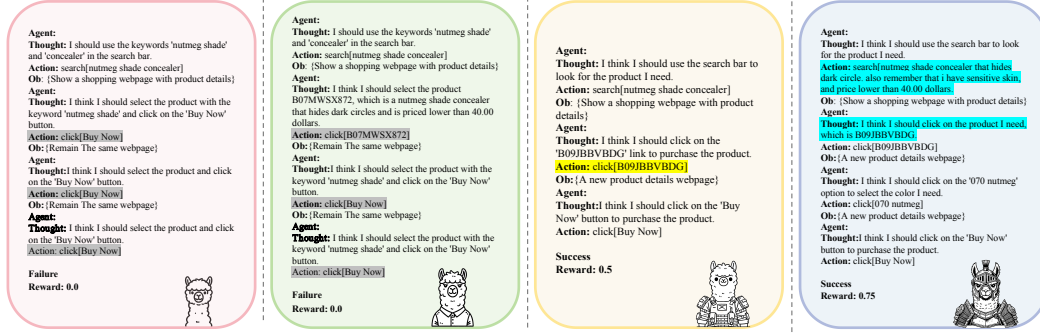 Agent:
Thought: I should use the keywords 'nutmeg shade'
and 'concealer' in the search bar.
Action: search[nutmeg shade concealer]
Ob: {Show a shopping webpage with product details}
Agent:
Thought: I think I should select the product with the
keyword 'nutmeg shade' and click on the 'Buy Now'
button.
Action: click[Buy Now]
Ob:{Remain The same webpage}
Agent:
Thought:I think I should select the product and click
on the 'Buy Now' button.
Action: click[Buy Now]
Ob:{Remain The same webpage}
Agent:
Thought: I think I should select the product and click
on the 'Buy Now' button.
Action: click[Buy Now]
Failure
Reward: 0.0
Agent:
Thought: I should use the keywords 'nutmeg shade'
and 'concealer' in the search bar.
Action: search[nutmeg shade concealer]
Ob: {Show a shopping webpage with product details}
Agent:
Thought: I think I should select the product
B07MWSX872, which is a nutmeg shade concealer
that hides dark circles and is priced lower than 40.00
dollars.
Action: click[B07MWSX872]
Ob:{Remain The same webpage}
Agent:
Thought: I think I should select the product with the
keyword 'nutmeg shade' and click on the 'Buy Now'
button.
Action: click[Buy Now]
Ob:{Remain The same webpage}
Agent:
Thought: I think I should select the product with the
keyword 'nutmeg shade' and click on the 'Buy Now'
button.
Action: click[Buy Now]
Failure
Reward: 0.0
Agent:
Thought: I think I should use the search bar to
look for the product I need.
Action: search[nutmeg shade concealer]
Ob: {Show a shopping webpage with product
details}
Agent:
Thought: I think I should click on the
'B09JBBVBDG' link to purchase the product.
Action: click[B09JBBVBDG]
Ob:{A new product details webpage}
Agent:
Thought:I think I should click on the 'Buy
Now' button to purchase the product.
Action: click[Buy Now]
Success
Reward: 0.5
Agent:
Thought: I think I should use the search bar to look
for the product I need.
Action: search[nutmeg shade concealer that hides
dark circle. also remember that i have sensitive skin,
and price lower than 40.00 dollars.
Ob: {Show a shopping webpage with product details}
Agent:
Thought: I think I should click on the product I need,
which is B09JBBVBDG.
Action: click[B09JBBVBDG]
Ob:{A new product details webpage}
Agent:
Thought: I think I should click on the '070 nutmeg'
option to select the color I need.
Action: click[070 nutmeg]
Ob:{A new product details webpage}
Agent:
Thought:I think I should click on the 'Buy Now'
button to purchase the product.
Action: click[Buy Now]
Success
Reward: 0.75